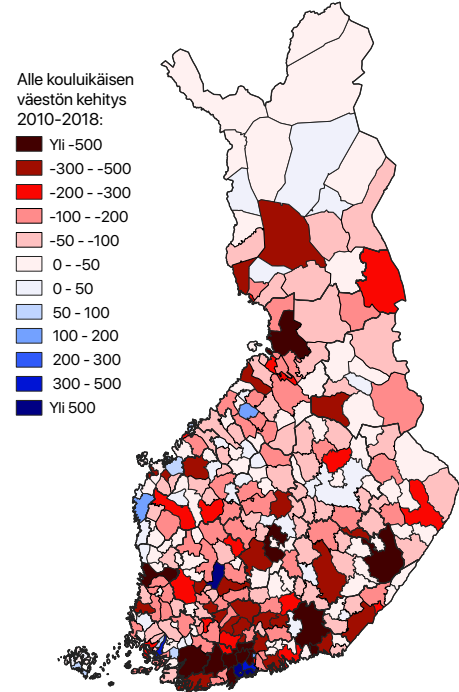 Alle kouluikäisen
väestön kehitys
2010-2018:
Yli -500
-300 - -500
-200 - -300
-100 - -200
-50 - -100
0 - -50
0 - 50
50 - 100
100 - 200
200 - 300
300 - 500
Yli 500